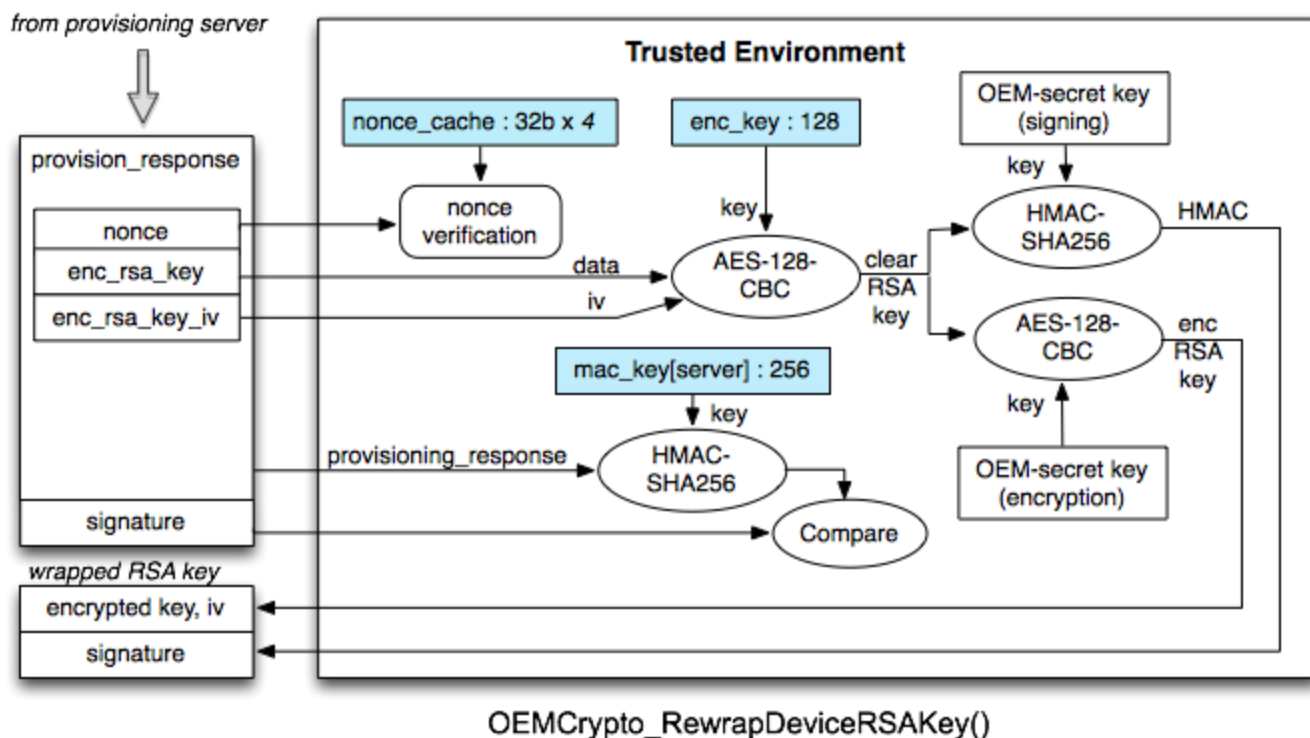 from provisioning server
Trusted Environment
nonce_cache : 32b x 4
enc_key : 128
OEM-secret key
(signing)
provision_response
key
key
nonce
verification
HMAC-
SHA256
HMAC
nonce
enc_rsa_key
data
AES-128-
CBC
clear
RSA
key
enc_rsa_key_iv
iv
AES-128-
CBC
enc
RSA
key
mac_key[server] : 256
key
key
provisioning_response
HMAC-
SHA256
OEM-secret key
(encryption)
signature
Compare
wrapped RSA key
encrypted key, iv
signature
OEMCrypto_RewrapDeviceRSAKey()